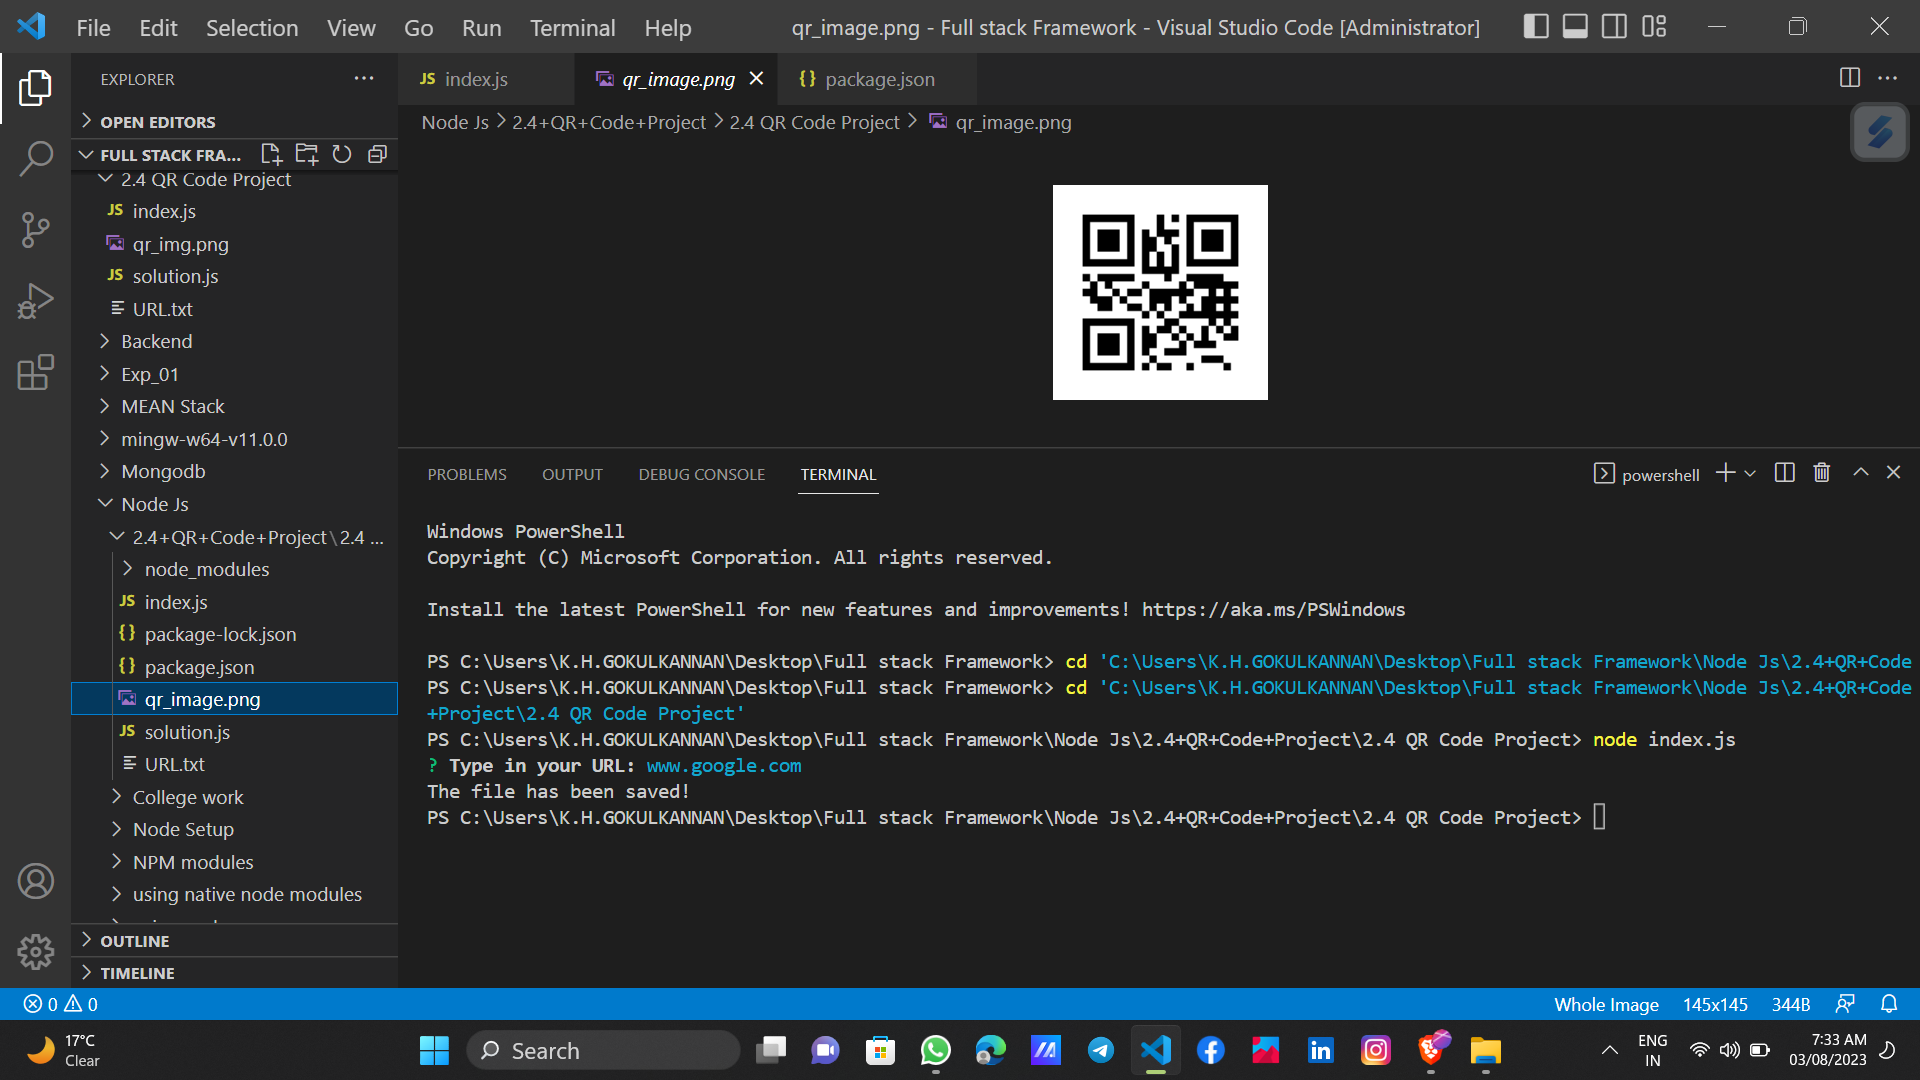 File Edit Selection View Go Run Terminal Help
qr_image.png - Full stack Framework - Visual Studio Code [Administrator]
EXPLORER
OPEN EDITORS
FULL STACK FRA...
2.4 QR Code Project
JS index.js
qr_img.png
JS solution.js
URL.txt
Backend
Exp_01
MEAN Stack
mingw-w64-v11.0.0
Mongodb
Node Js
2.4+QR+Code+Project\2.4 ...
node_modules
JS index.js
{} package-lock.json
{} package.json
qr_image.png
JS solution.js
URL.txt
College work
Node Setup
NPM modules
using native node modules
OUTLINE
TIMELINE
JS index.js
qr_image.png
{} package.json
Node Js > 2.4+QR+Code+Project > 2.4 QR Code Project > qr_image.png
PROBLEMS OUTPUT DEBUG CONSOLE TERMINAL
powershell
Windows PowerShell
Copyright (C) Microsoft Corporation. All rights reserved.
Install the latest PowerShell for new features and improvements! https://aka.ms/PSWindows
PS C:\Users\K.H.GOKULKANNAN\Desktop\Full stack Framework> cd 'C:\Users\K.H.GOKULKANNAN\Desktop\Full stack Framework\Node Js\2.4+QR+Code
PS C:\Users\K.H.GOKULKANNAN\Desktop\Full stack Framework> cd 'C:\Users\K.H.GOKULKANNAN\Desktop\Full stack Framework\Node Js\2.4+QR+Code
+Project\2.4 QR Code Project'
PS C:\Users\K.H.GOKULKANNAN\Desktop\Full stack Framework\Node Js\2.4+QR+Code+Project\2.4 QR Code Project> node index.js
? Type in your URL: www.google.com
The file has been saved!
PS C:\Users\K.H.GOKULKANNAN\Desktop\Full stack Framework\Node Js\2.4+QR+Code+Project\2.4 QR Code Project>
0 0
Whole Image 145x145 344B
17°C
Clear
Search
ENG
IN
7:33 AM
03/08/2023